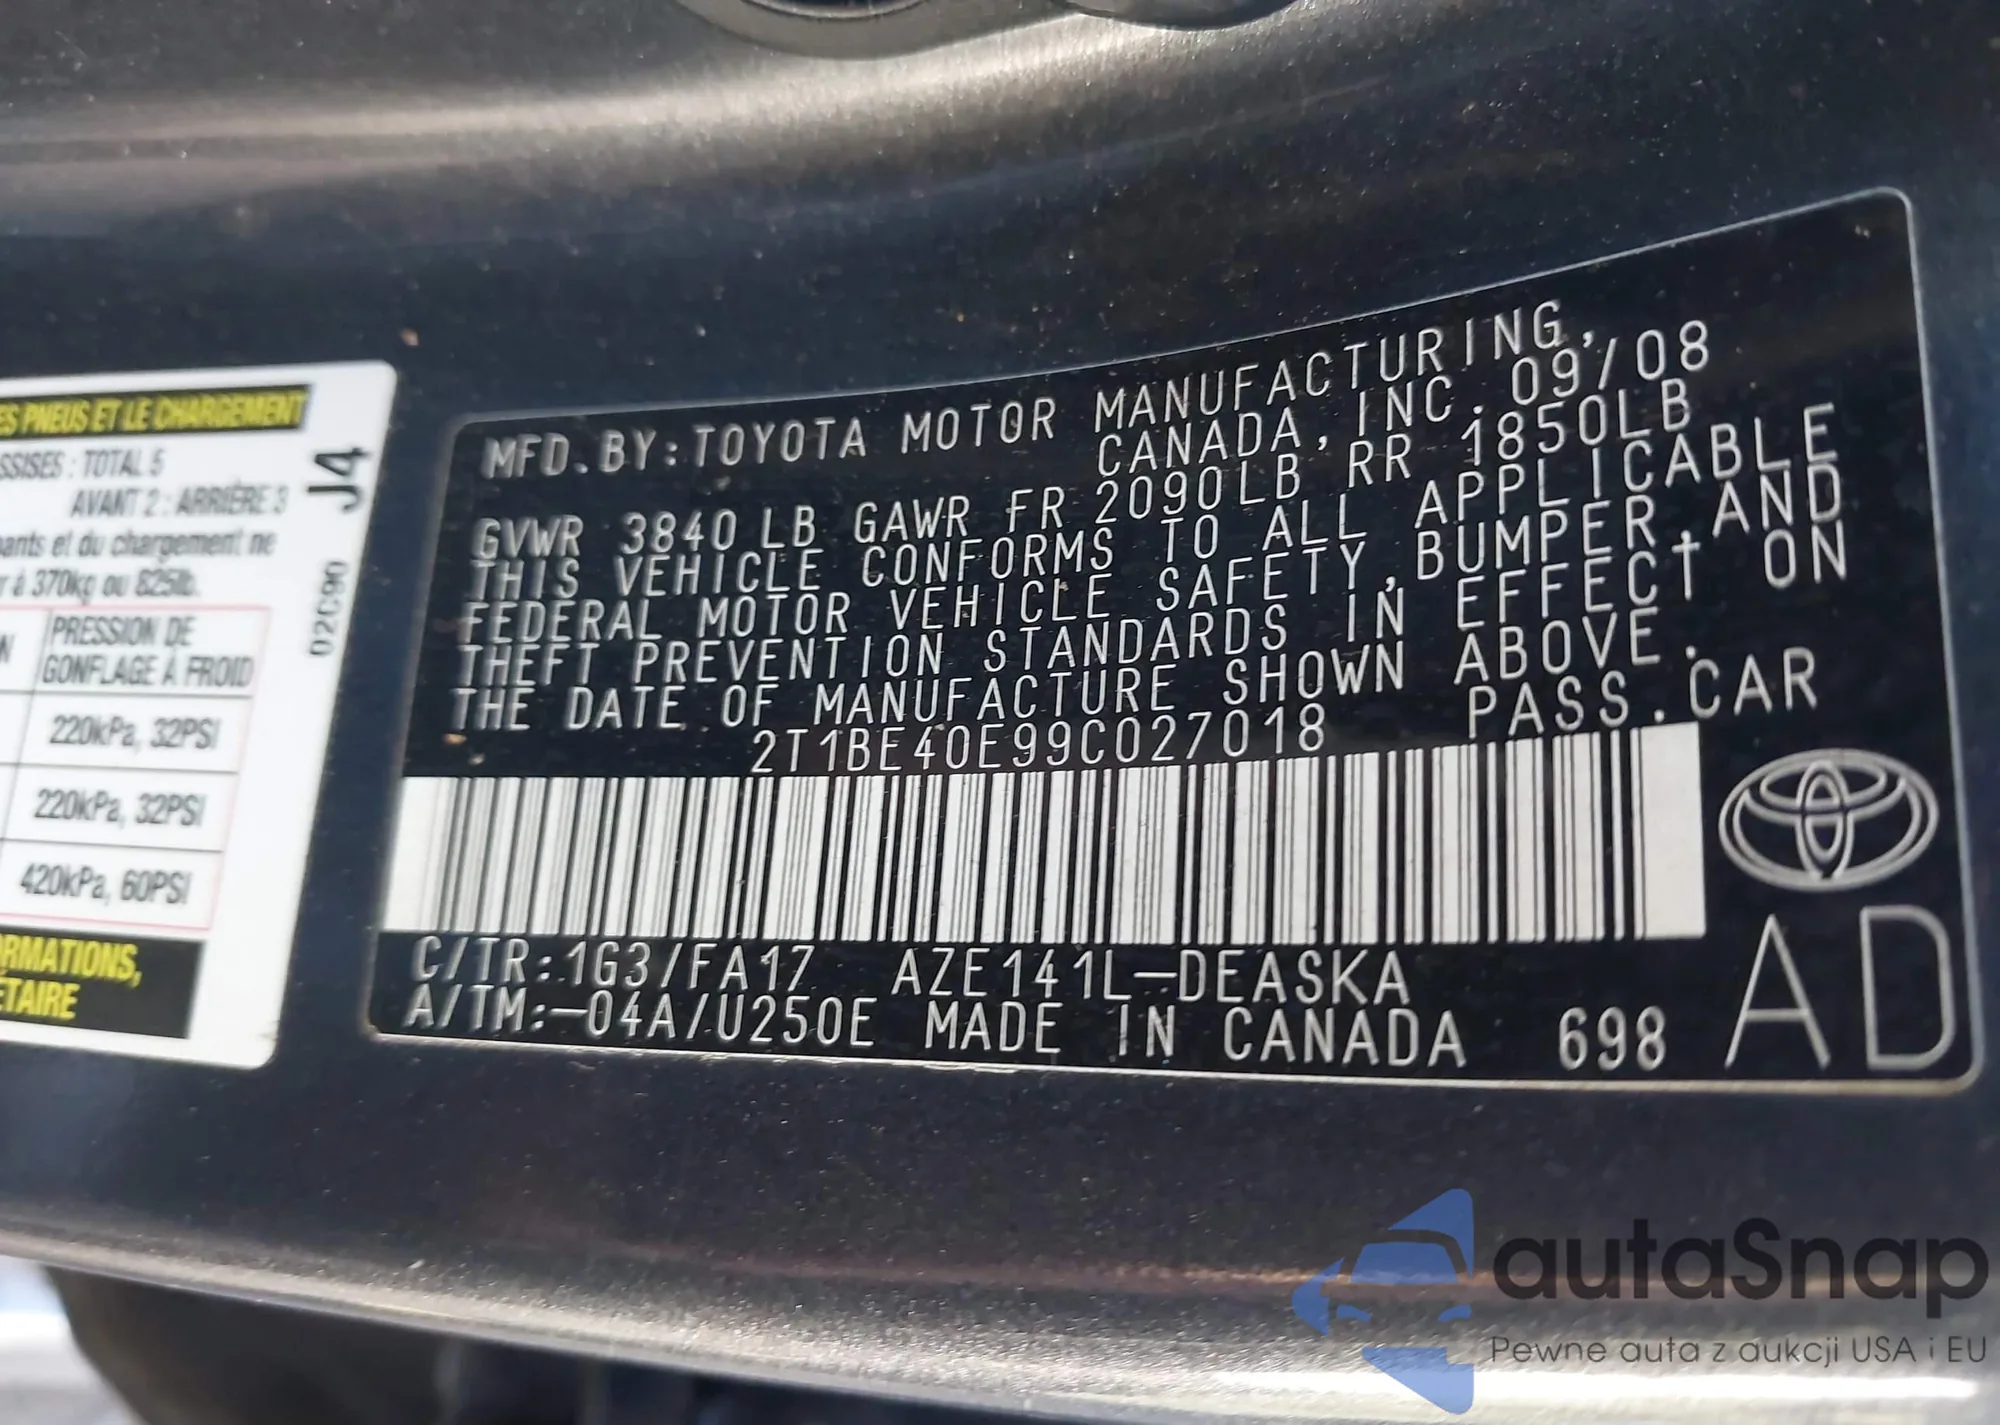 ES PNEUS ET LE CHARGEMENT
SSISES : TOTAL 5
AVANT 2 : ARRIÈRE 3
pants et du chargement ne
r à 370kg ou 825lb.
N
PRESSION DE
GONFLAGE À FROID
220kPa, 32PSI
220kPa, 32PSI
420kPa, 60PSI
ORMATIONS,
ÉTAIRE
J4
02C90
MFD. BY: TOYOTA MOTOR MANUFACTURING,
CANADA, INC. 09/08
GVWR 3840 LB GAWR FR 2090LB RR 1850LB
THIS VEHICLE CONFORMS TO ALL APPLICABLE
FEDERAL MOTOR VEHICLE SAFETY, BUMPER, AND
THEFT PREVENTION STANDARDS IN EFFECT ON
THE DATE OF MANUFACTURE SHOWN ABOVE.
2T1BE40E99C027018 PASS. CAR
C/TR: 1G3/FA17 AZE141L-DEASKA
A/TM:-04A/U250E MADE IN CANADA 698
AD
autaSnap
Pewne auta z aukcji USA i EU